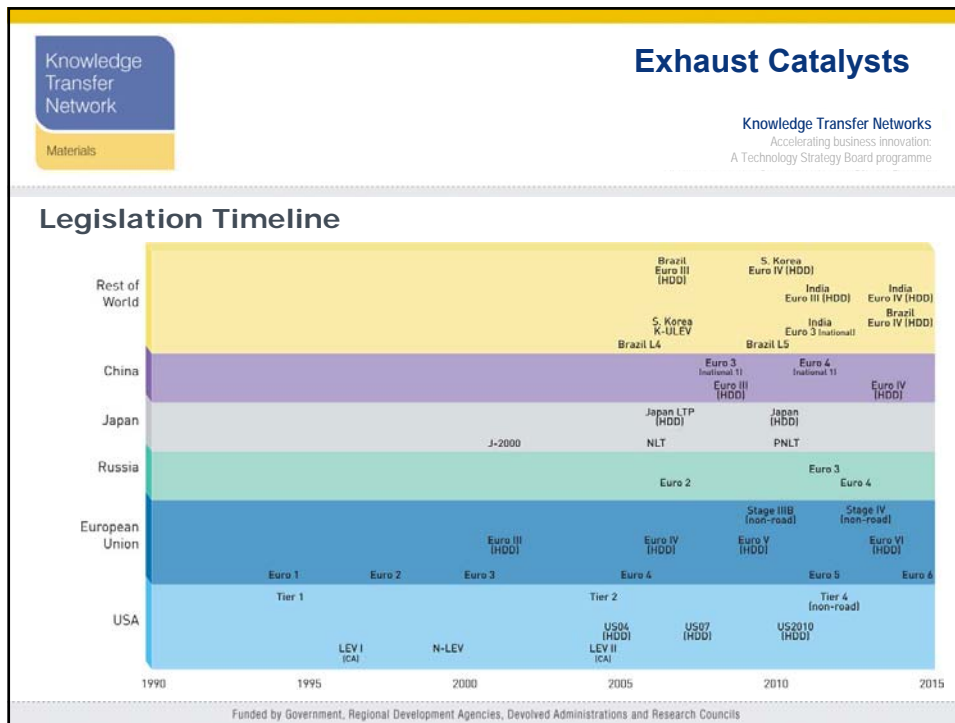 Knowledge
Transfer
Network
Materials
Exhaust Catalysts
Knowledge Transfer Networks
Accelerating business innovation:
A Technology Strategy Board programme
Legislation Timeline
Rest of
World
Brazil
Euro III
(HDD)
S. Korea
Euro IV (HDD)
India
Euro III (HDD)
India
Euro IV (HDD)
S. Korea
K-ULEV
India
Euro 3 (national)
Brazil
Euro IV (HDD)
Brazil L4
Brazil L5
China
Euro 3
(national 1)
Euro 4
(national 1)
Euro III
(HDD)
Euro IV
(HDD)
Japan
Japan LTP
(HDD)
Japan
(HDD)
J-2000
NLT
PNLT
Russia
Euro 3
Euro 2
Euro 4
European
Union
Stage IIIB
(non-road)
Stage IV
(non-road)
Euro III
(HDD)
Euro IV
(HDD)
Euro V
(HDD)
Euro VI
(HDD)
Euro 1
Euro 2
Euro 3
Euro 4
Euro 5
Euro 6
USA
Tier 1
Tier 2
Tier 4
(non-road)
US04
(HDD)
US07
(HDD)
US2010
(HDD)
LEV I
(CA)
N-LEV
LEV II
(CA)
1990 1995 2000 2005 2010 2015
Funded by Government, Regional Development Agencies, Devolved Administrations and Research Councils